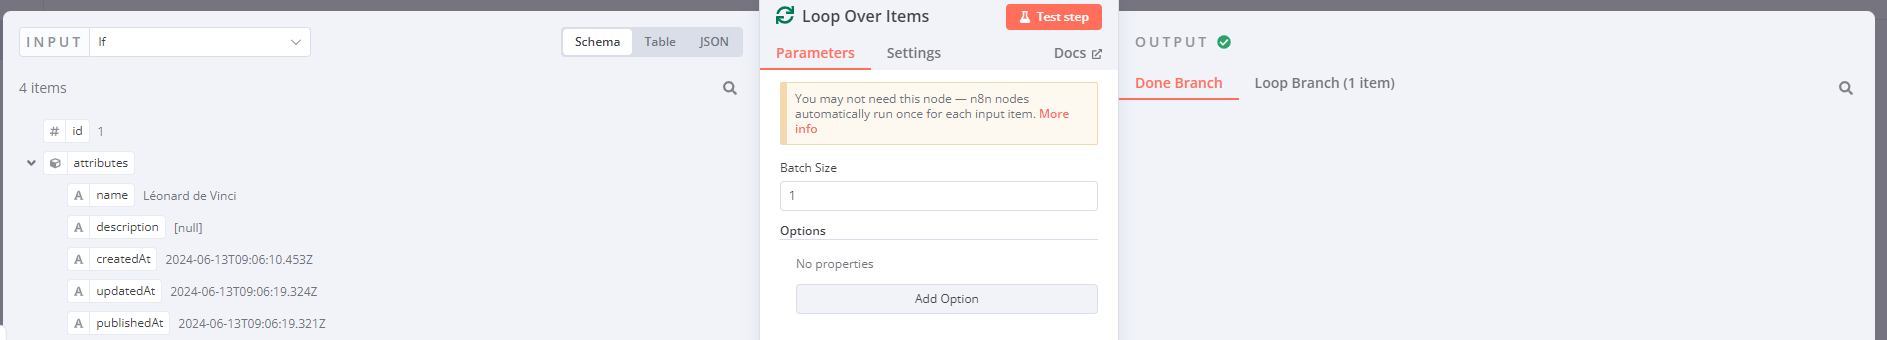 INPUT If
Schema Table JSON
4 items
# id 1
attributes
A name Léonard de Vinci
A description [null]
A createdAt 2024-06-13T09:06:10.453Z
A updatedAt 2024-06-13T09:06:19.324Z
A publishedAt 2024-06-13T09:06:19.321Z
Loop Over Items Test step
Parameters Settings Docs
You may not need this node — n8n nodes
automatically run once for each input item. More
info
Batch Size
1
Options
No properties
Add Option
OUTPUT
Done Branch Loop Branch (1 item)